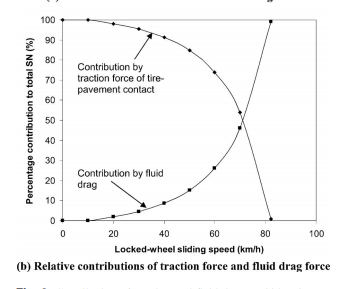 100
90
80
70
60
50
40
30
20
10
0
Percentage contribution to total SN (%)
Contribution by
traction force of tire-
pavement contact
Contribution by fluid
drag
0 20 40 60 80 100
Locked-wheel sliding speed (km/h)
(b) Relative contributions of traction force and fluid drag force